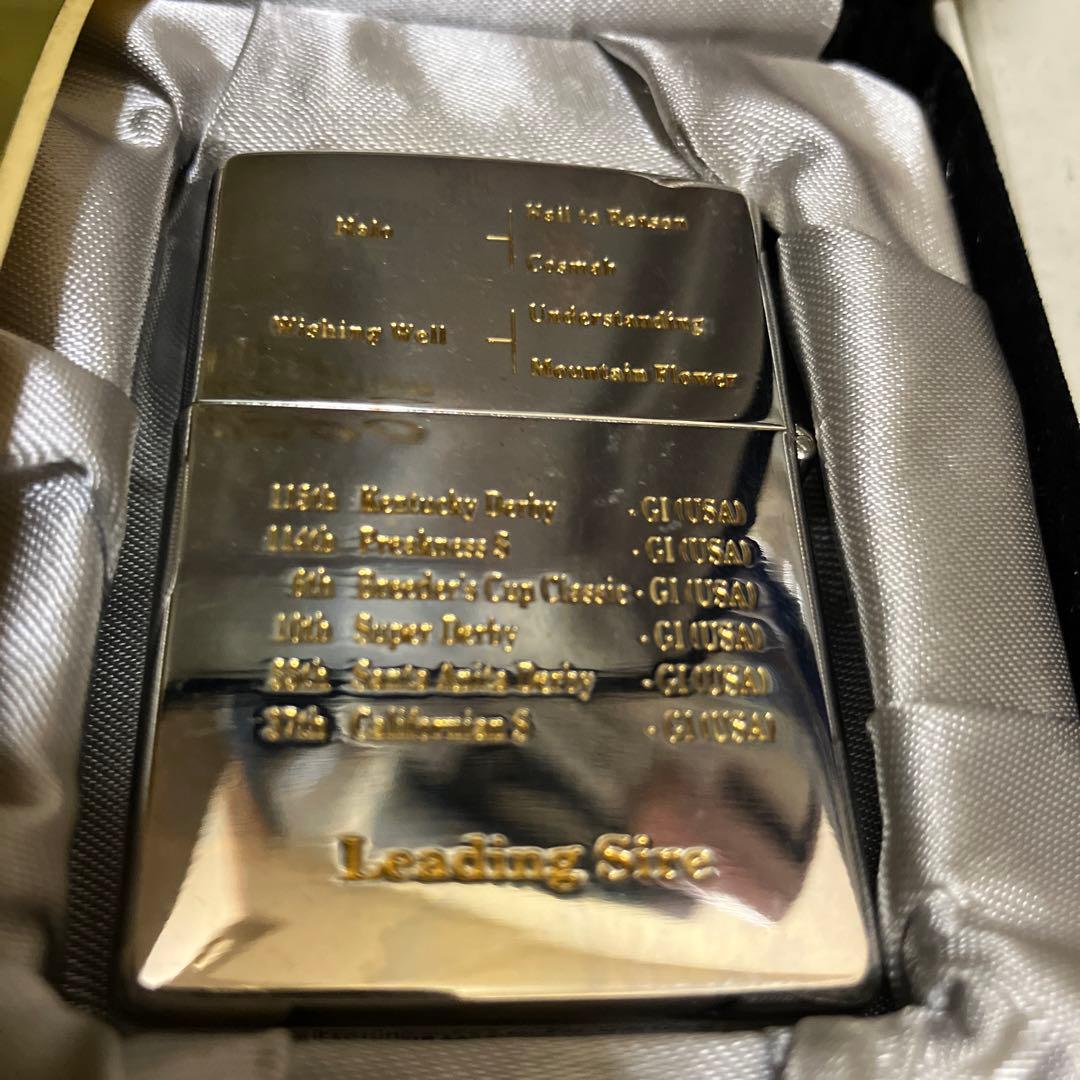 Halo
Hail to Reason
Cosmah
Wishing Well
Understanding
Mountain Flower
115th Kentucky Derby - GI (USA)
114th Preakness S - GI (USA)
6th Breeder's Cup Classic - GI (USA)
10th Super Derby - GI (USA)
Santa Anita Derby - GI (USA)
37th Californian S - GI (USA)
Leading Sire